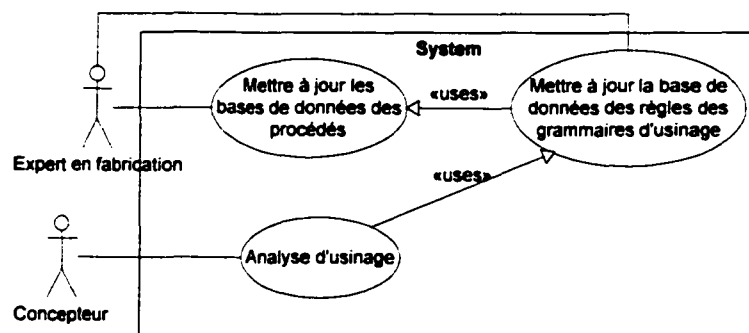 System
Mettre à jour les
bases de données des
procédés
«uses»
Mettre à jour la base de
données des règles des
grammaires d'usinage
Expert en fabrication
«uses»
Analyse d'usinage
Concepteur